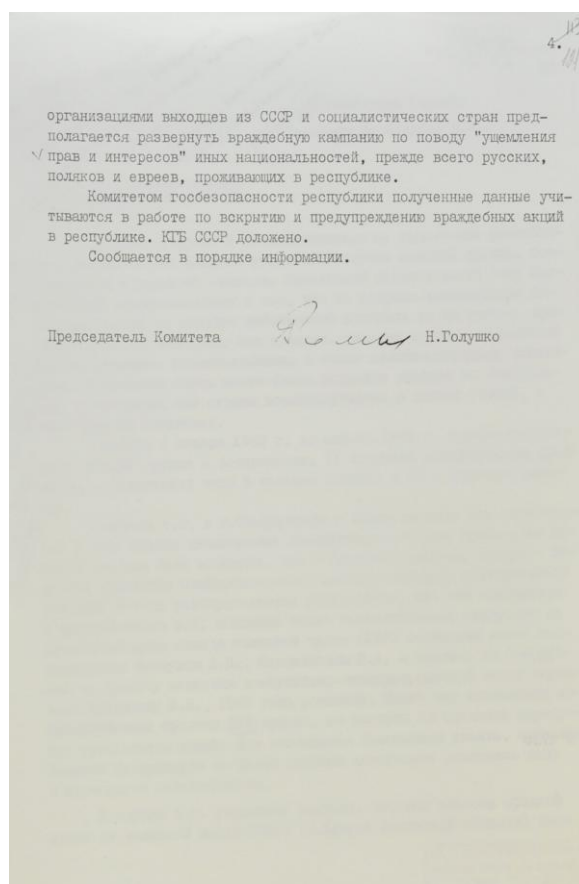 4.
организациями выходцев из СССР и социалистических стран пред-
полагается развернуть враждебную кампанию по поводу "ущемления
прав и интересов" иных национальностей, прежде всего русских,
поляков и евреев, проживающих в республике.
Комитетом госбезопасности республики полученные данные учи-
тываются в работе по вскрытию и предупреждению враждебных акций
в республике. КГБ СССР доложено.
Сообщается в порядке информации.
Председатель Комитета Н.Голушко